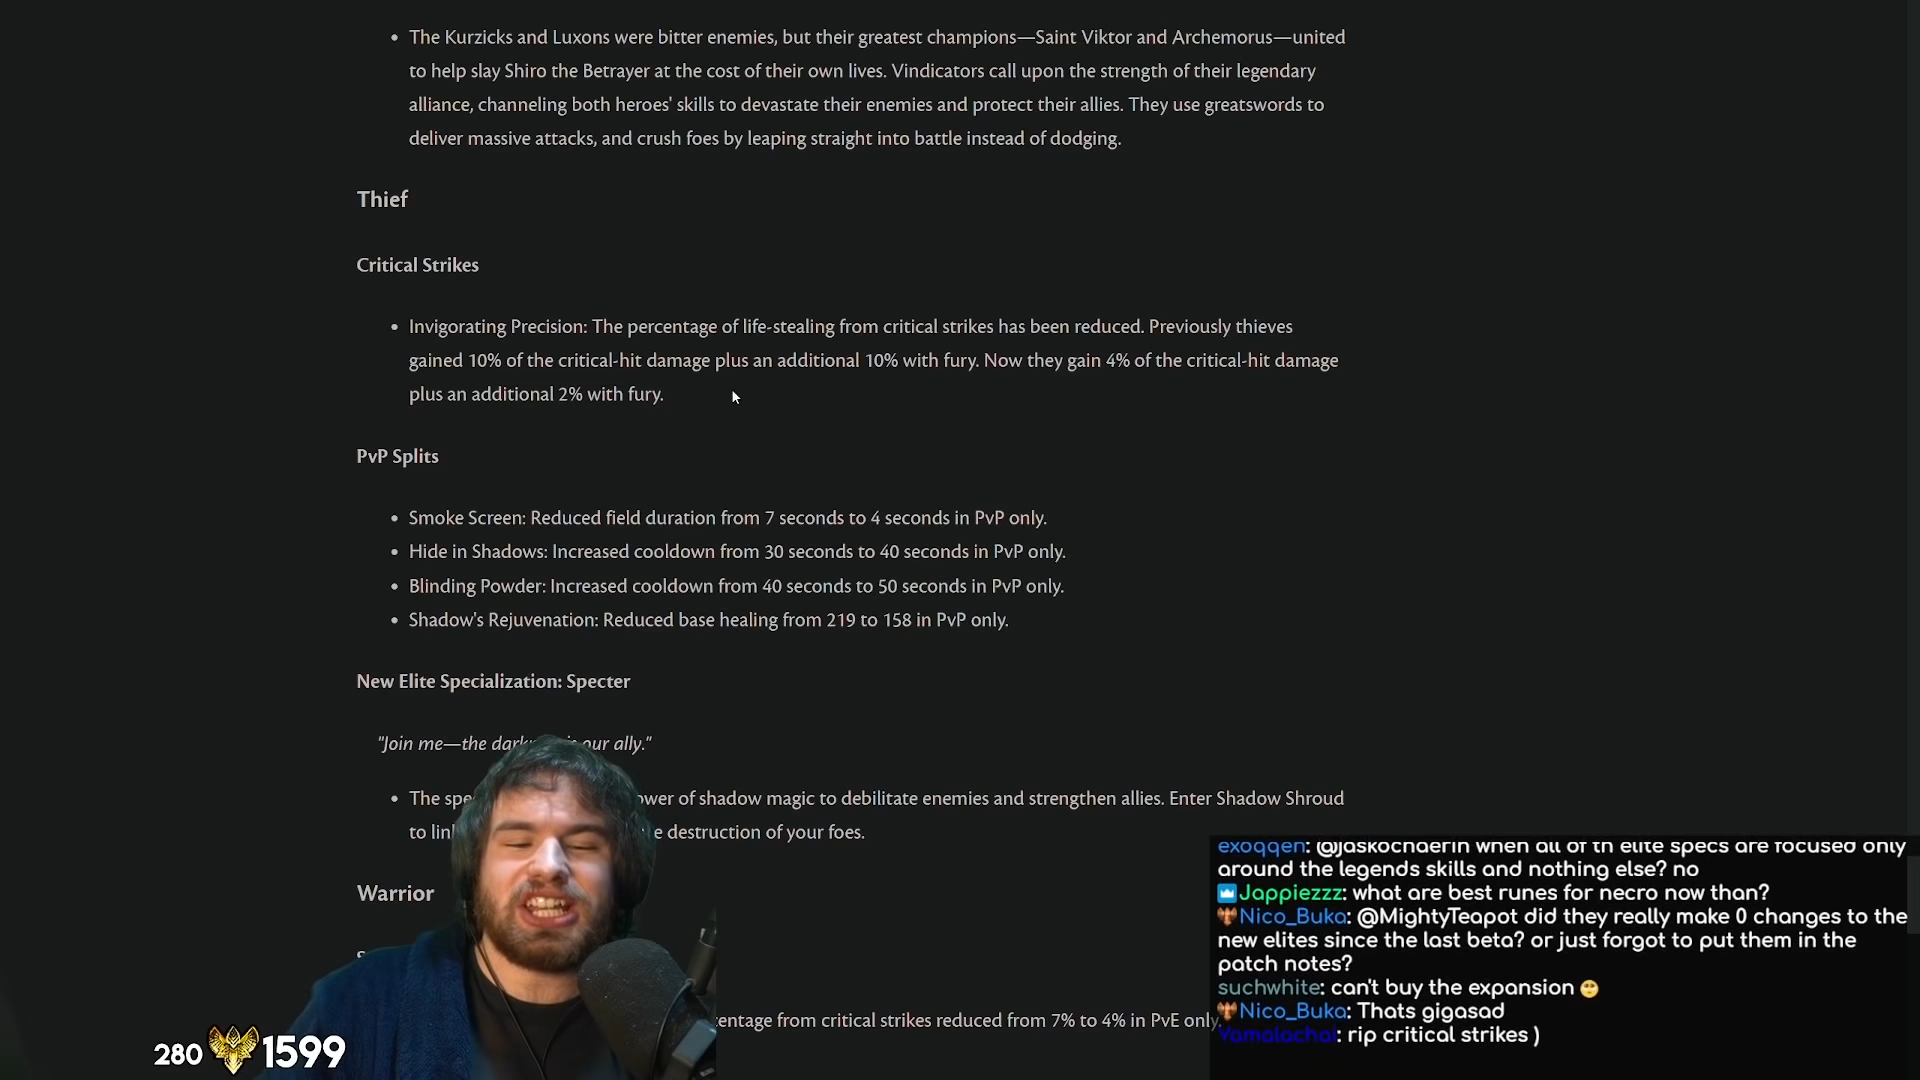 • The Kurzicks and Luxons were bitter enemies, but their greatest champions—Saint Viktor and Archemorus—united
to help slay Shiro the Betrayer at the cost of their own lives. Vindicators call upon the strength of their legendary
alliance, channeling both heroes' skills to devastate their enemies and protect their allies. They use greatswords to
deliver massive attacks, and crush foes by leaping straight into battle instead of dodging.
Thief
Critical Strikes
• Invigorating Precision: The percentage of life-stealing from critical strikes has been reduced. Previously thieves
gained 10% of the critical-hit damage plus an additional 10% with fury. Now they gain 4% of the critical-hit damage
plus an additional 2% with fury.
PvP Splits
• Smoke Screen: Reduced field duration from 7 seconds to 4 seconds in PvP only.
• Hide in Shadows: Increased cooldown from 30 seconds to 40 seconds in PvP only.
• Blinding Powder: Increased cooldown from 40 seconds to 50 seconds in PvP only.
• Shadow's Rejuvenation: Reduced base healing from 219 to 158 in PvP only.
New Elite Specialization: Specter
"Join me—the our ally."
• The of shadow magic to debilitate enemies and strengthen allies. Enter Shadow Shroud
to destruction of your foes.
Warrior
from critical strikes reduced from 7% to 4% in PvE only.
280 1599
exoqqen: @jaskochaerin when all of th elite specs are focused only
around the legends skills and nothing else? no
Jappiezzz: what are best runes for necro now than?
Nico_Buka: @MightyTeapot did they really make 0 changes to the
new elites since the last beta? or just forgot to put them in the
patch notes?
suchwhite: can't buy the expansion
Nico_Buka: Thats gigasad
Yamalachai: rip critical strikes )